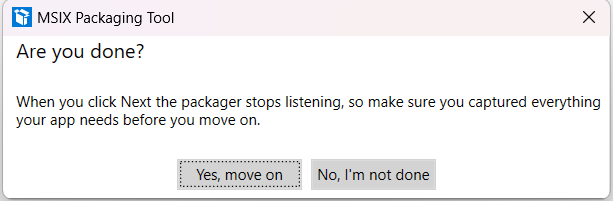 MSIX Packaging Tool
Are you done?
When you click Next the packager stops listening, so make sure you captured everything
your app needs before you move on.
Yes, move on
No, I'm not done